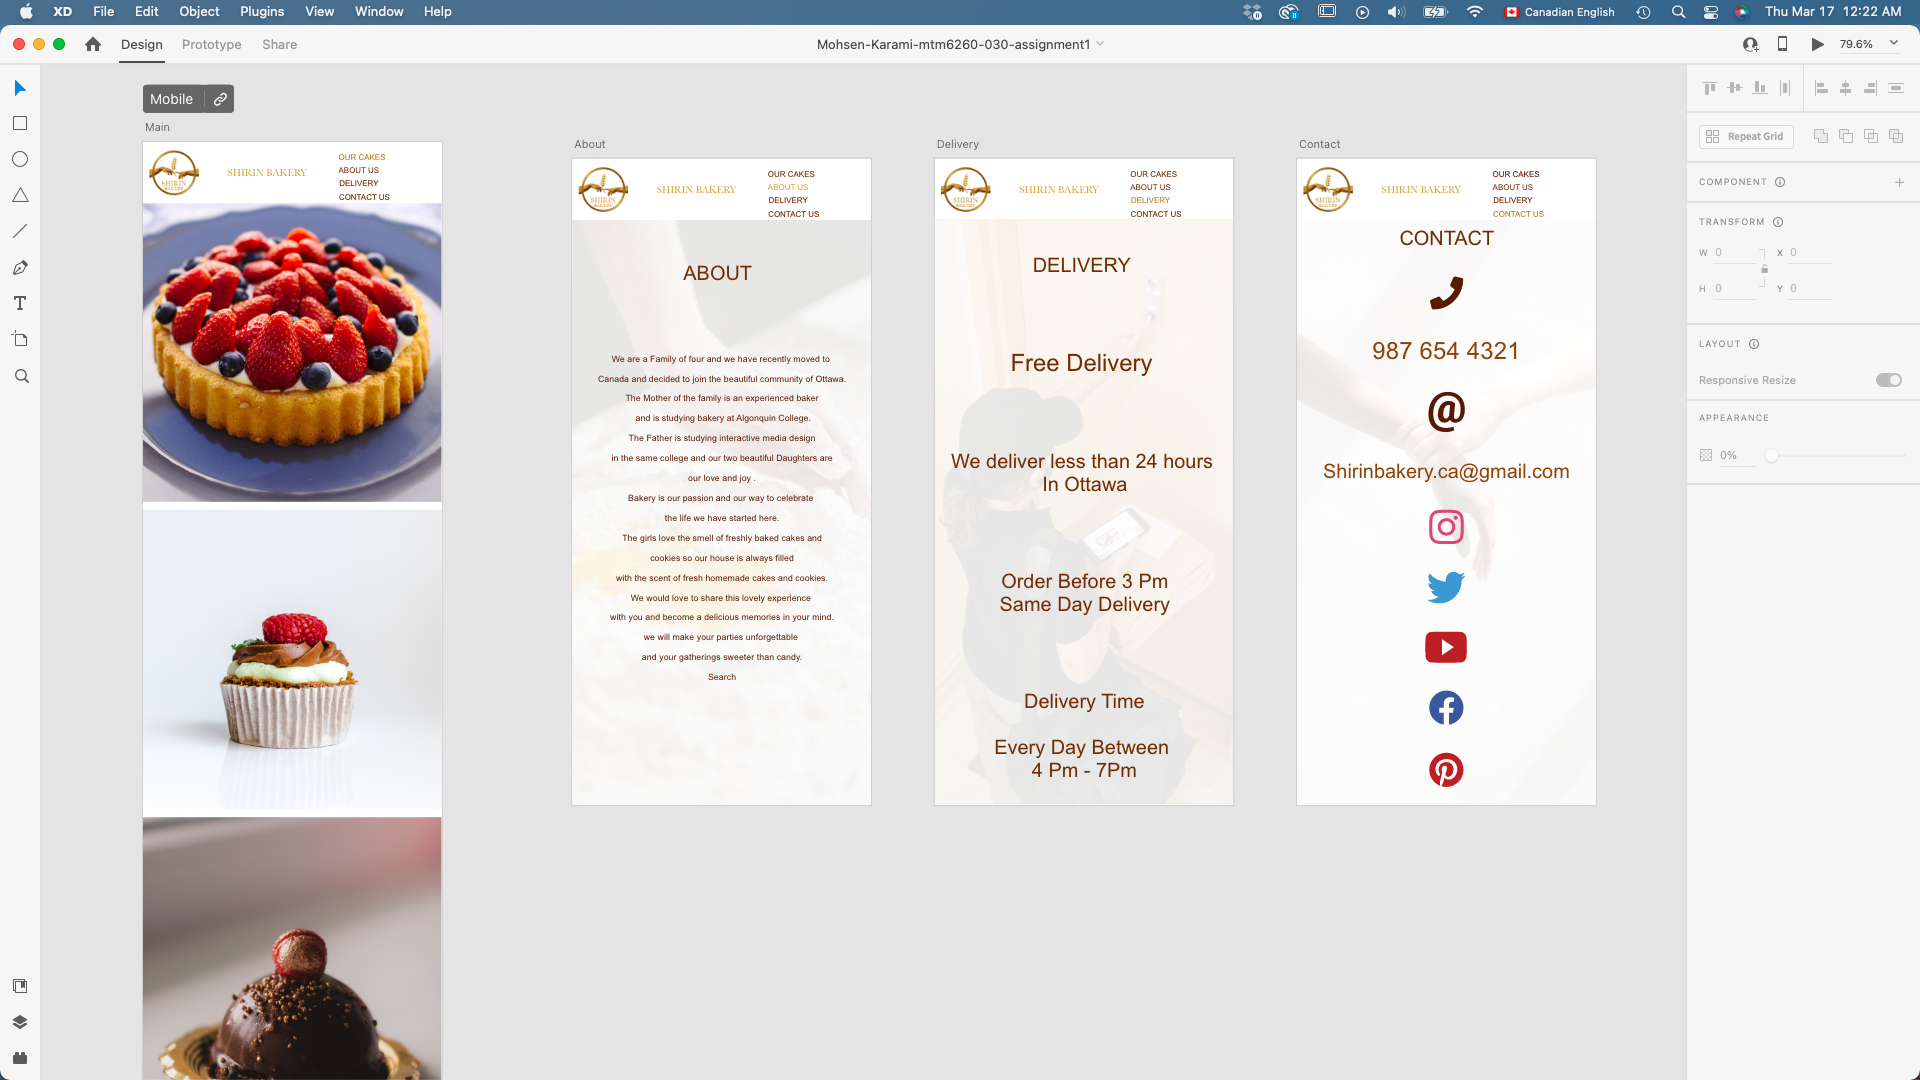 XD File Edit Object Plugins View Window Help
Canadian English
Thu Mar 17 12:22 AM
Design Prototype Share
Mohsen-Karami-mtm6260-030-assignment1
79.6%
Mobile
Main
SHIRIN
BAKERY
SHIRIN BAKERY
OUR CAKES
ABOUT US
DELIVERY
CONTACT US
About
SHIRIN
BAKERY
SHIRIN BAKERY
OUR CAKES
ABOUT US
DELIVERY
CONTACT US
ABOUT
We are a Family of four and we have recently moved to
Canada and decided to join the beautiful community of Ottawa.
The Mother of the family is an experienced baker
and is studying bakery at Algonquin College.
The Father is studying interactive media design
in the same college and our two beautiful Daughters are
our love and joy .
Bakery is our passion and our way to celebrate
the life we have started here.
The girls love the smell of freshly baked cakes and
cookies so our house is always filled
with the scent of fresh homemade cakes and cookies.
We would love to share this lovely experience
with you and become a delicious memories in your mind.
we will make your parties unforgettable
and your gatherings sweeter than candy.
Search
Delivery
SHIRIN
BAKERY
SHIRIN BAKERY
OUR CAKES
ABOUT US
DELIVERY
CONTACT US
DELIVERY
Free Delivery
We deliver less than 24 hours
In Ottawa
Order Before 3 Pm
Same Day Delivery
Delivery Time
Every Day Between
4 Pm - 7Pm
Contact
SHIRIN
BAKERY
SHIRIN BAKERY
OUR CAKES
ABOUT US
DELIVERY
CONTACT US
CONTACT
987 654 4321
@
Shirinbakery.ca@gmail.com
Repeat Grid
COMPONENT
TRANSFORM
W 0 X 0
H 0 Y 0
LAYOUT
Responsive Resize
APPEARANCE
0%